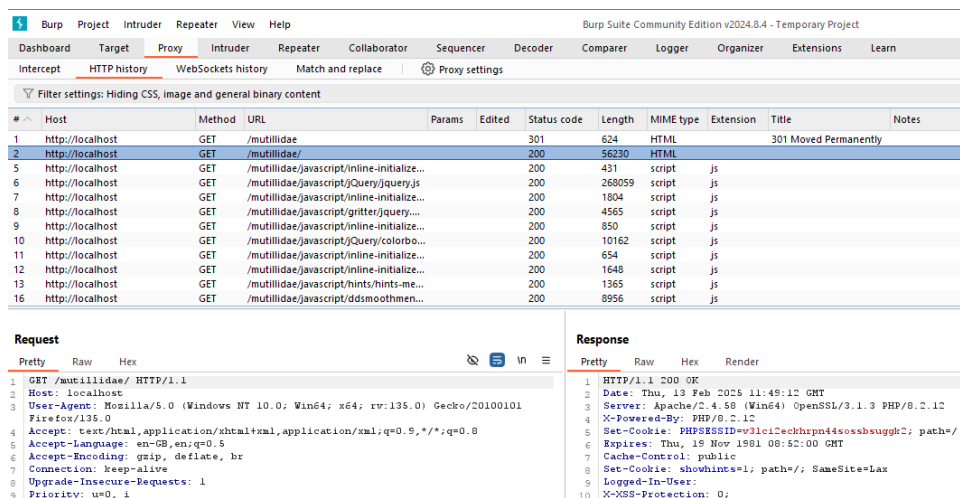 Burp Project Intruder Repeater View Help Burp Suite Community Edition v2024.8.4 - Temporary Project
Dashboard Target Proxy Intruder Repeater Collaborator Sequencer Decoder Comparer Logger Organizer Extensions Learn
Intercept HTTP history WebSockets history Match and replace Proxy settings
Filter settings: Hiding CSS, image and general binary content
# Host Method URL Params Edited Status code Length MIME type Extension Title Notes
1 http://localhost GET /mutillidae 301 624 HTML 301 Moved Permanently
2 http://localhost GET /mutillidae/ 200 56230 HTML
5 http://localhost GET /mutillidae/javascript/inline-initialize... 200 431 script js
6 http://localhost GET /mutillidae/javascript/jQuery/jquery.js 200 268059 script js
7 http://localhost GET /mutillidae/javascript/inline-initialize... 200 1804 script js
8 http://localhost GET /mutillidae/javascript/gritter/jquery.... 200 4565 script js
9 http://localhost GET /mutillidae/javascript/inline-initialize... 200 850 script js
10 http://localhost GET /mutillidae/javascript/jQuery/colorbo... 200 10162 script js
11 http://localhost GET /mutillidae/javascript/inline-initialize... 200 654 script js
12 http://localhost GET /mutillidae/javascript/inline-initialize... 200 1648 script js
13 http://localhost GET /mutillidae/javascript/hints/hints-me... 200 1365 script js
16 http://localhost GET /mutillidae/javascript/ddsmoothmen... 200 8956 script js
Request
Pretty Raw Hex \n
1 GET /mutillidae/ HTTP/1.1
2 Host: localhost
3 User-Agent: Mozilla/5.0 (Windows NT 10.0; Win64; x64; rv:135.0) Gecko/20100101
Firefox/135.0
4 Accept: text/html,application/xhtml+xml,application/xml;q=0.9,*/*;q=0.8
5 Accept-Language: en-GB,en;q=0.5
6 Accept-Encoding: gzip, deflate, br
7 Connection: keep-alive
8 Upgrade-Insecure-Requests: 1
9 Priority: u=0, i
Response
Pretty Raw Hex Render
1 HTTP/1.1 200 OK
2 Date: Thu, 13 Feb 2025 11:49:12 GMT
3 Server: Apache/2.4.58 (Win64) OpenSSL/3.1.3 PHP/8.2.12
4 X-Powered-By: PHP/8.2.12
5 Set-Cookie: PHPSESSID=v31ci2eckhrpn44sossbsuggk2; path=/
6 Expires: Thu, 19 Nov 1981 08:52:00 GMT
7 Cache-Control: public
8 Set-Cookie: showhints=1; path=/; SameSite=Lax
9 Logged-In-User:
10 X-XSS-Protection: 0;